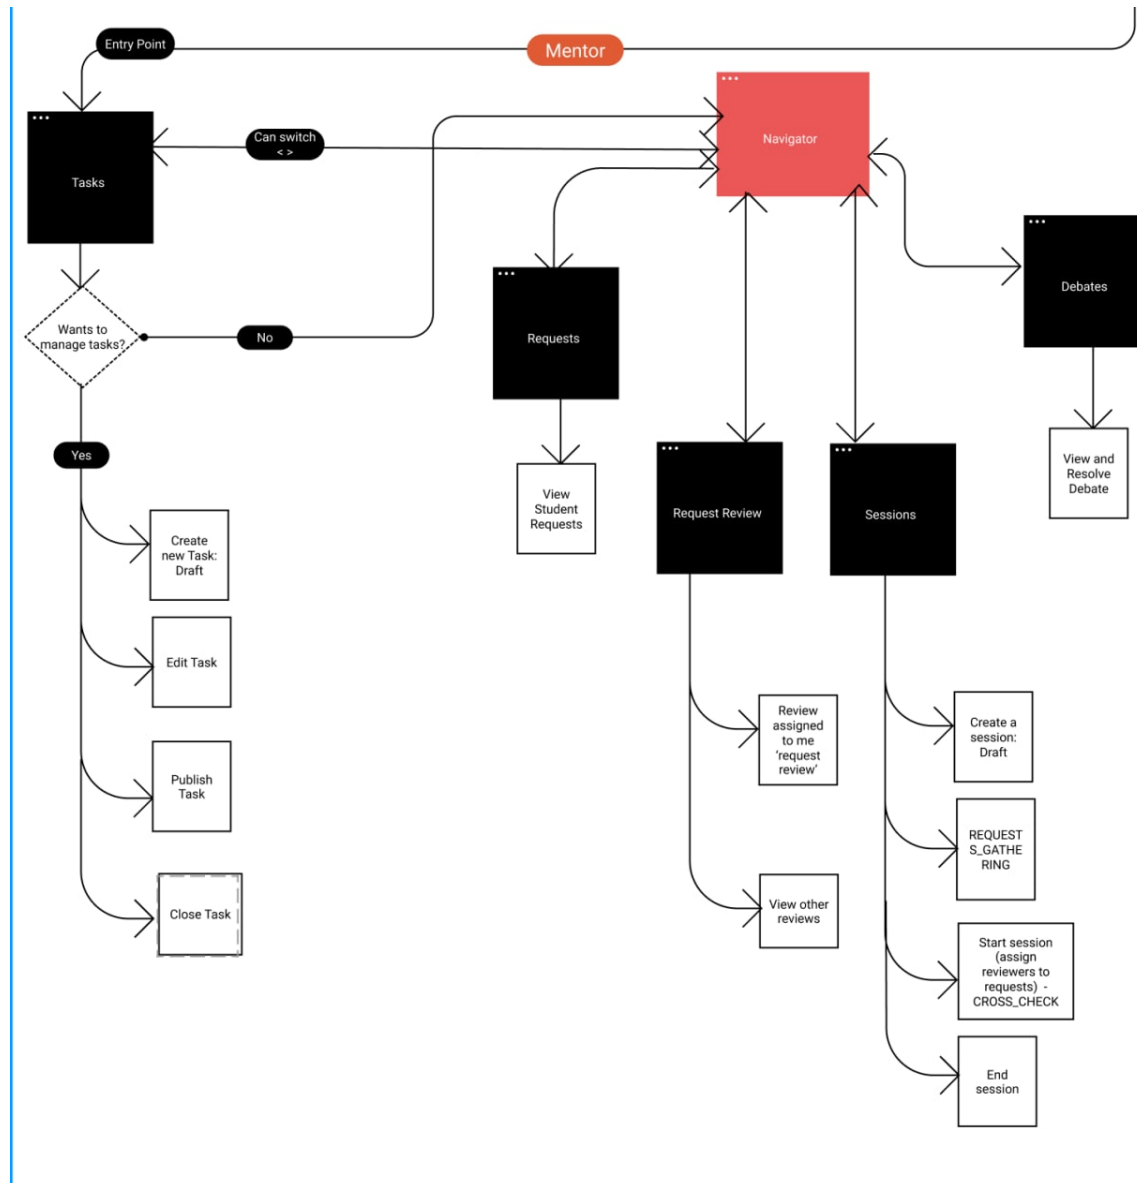 Entry Point
Mentor
Can switch
< >
Navigator
Tasks
Debates
Wants to
manage tasks?
No
Requests
Yes
View and
Resolve
Debate
View
Student
Requests
Request Review
Sessions
Create
new Task:
Draft
Edit Task
Review
assigned
to me
‘request
review’
Create a
session:
Draft
Publish
Task
REQUEST
S_GATHE
RING
Close Task
View other
reviews
Start session
(assign
reviewers to
requests)  -
CROSS_CHECK
End
session